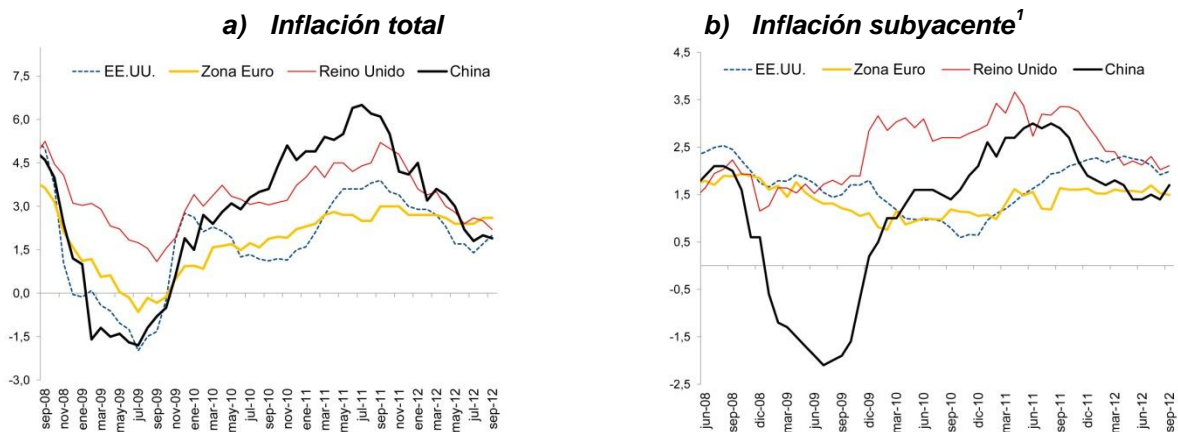 a) Inflación total
7,5
6,0
4,5
3,0
1,5
0,0
-1,5
-3,0
EE.UU. Zona Euro Reino Unido China
sep-08
nov-08
ene-09
mar-09
may-09
jul-09
sep-09
nov-09
ene-10
mar-10
may-10
jul-10
sep-10
nov-10
ene-11
mar-11
may-11
jul-11
sep-11
nov-11
ene-12
mar-12
may-12
jul-12
sep-12
b) Inflación subyacente¹
4,5
3,5
2,5
1,5
0,5
-0,5
-1,5
-2,5
EE.UU. Zona Euro Reino Unido China
jun-08
sep-08
dic-08
mar-09
jun-09
sep-09
dic-09
mar-10
jun-10
sep-10
dic-10
mar-11
jun-11
sep-11
dic-11
mar-12
jun-12
sep-12